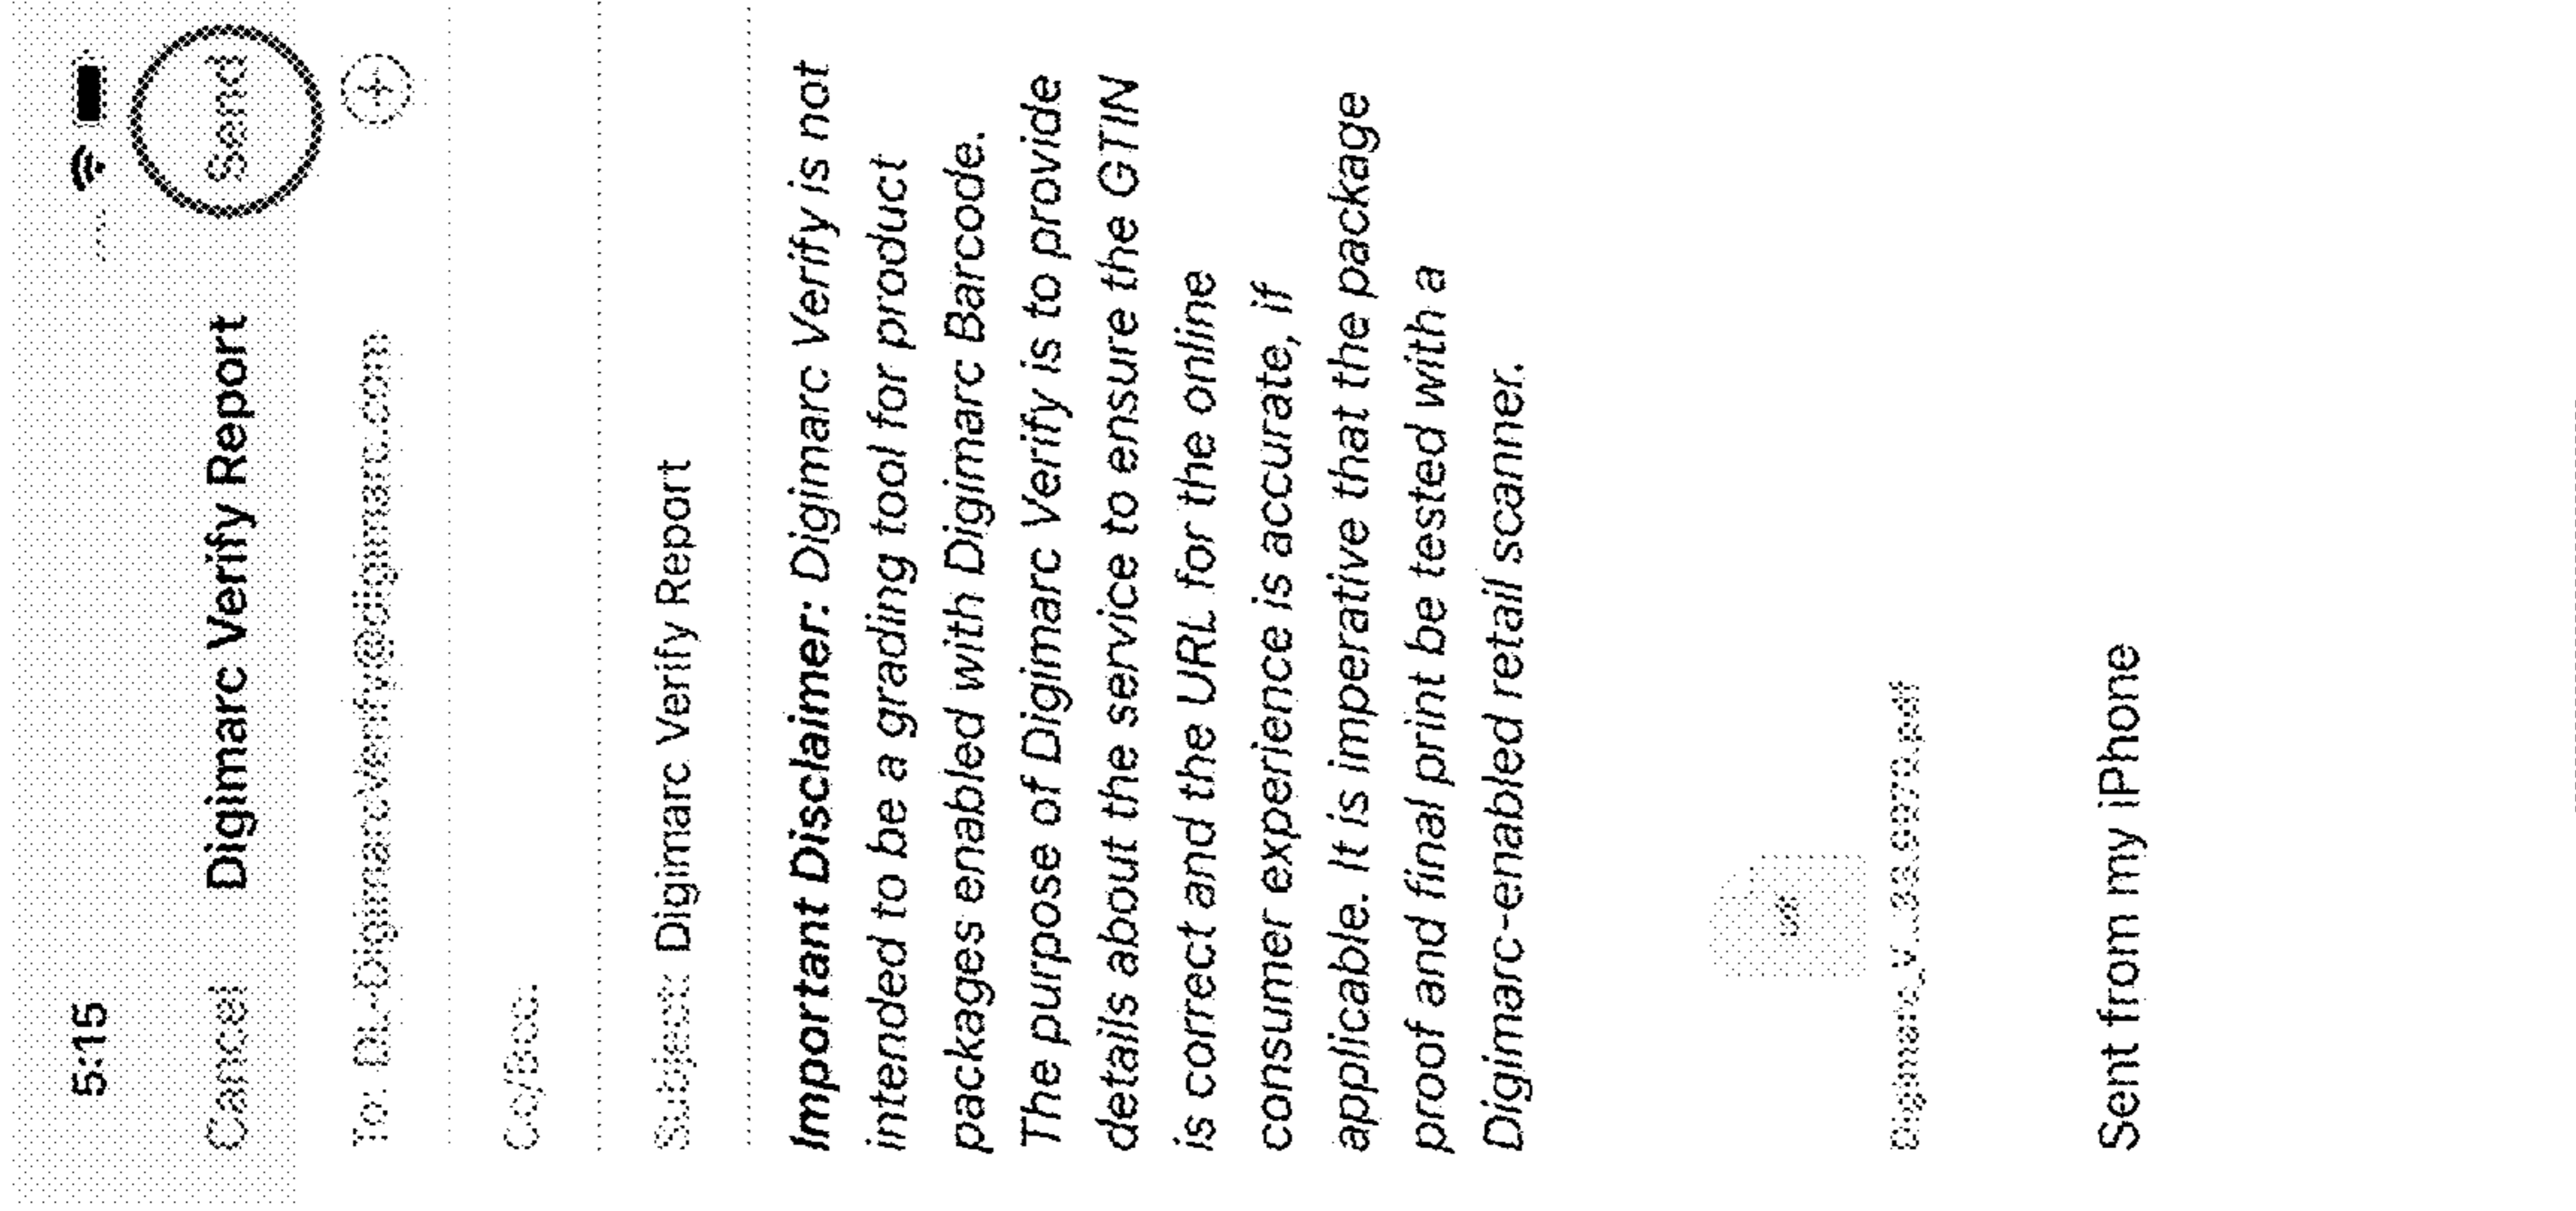 5:15
Cancel Digimarc Verify Report Send
To: DL-DigimarcVerify@digimarc.com
Cc/Bcc:
Subject: Digimarc Verify Report
Important Disclaimer: Digimarc Verify is not
intended to be a grading tool for product
packages enabled with Digimarc Barcode.
The purpose of Digimarc Verify is to provide
details about the service to ensure the GTIN
is correct and the URL for the online
consumer experience is accurate, if
applicable. It is imperative that the package
proof and final print be tested with a
Digimarc-enabled retail scanner.
Sent from my iPhone